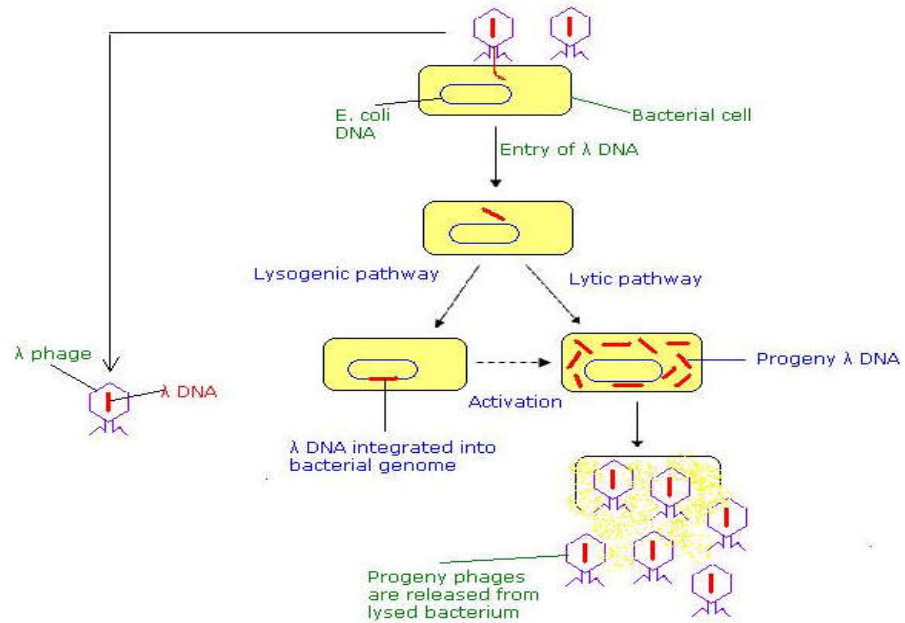 E. coli
DNA
Bacterial cell
Entry of λ DNA
Lysogenic pathway
Lytic pathway
λ phage
λ DNA
Progeny λ DNA
Activation
λ DNA integrated into
bacterial genome
Progeny phages
are released from
lysed bacterium